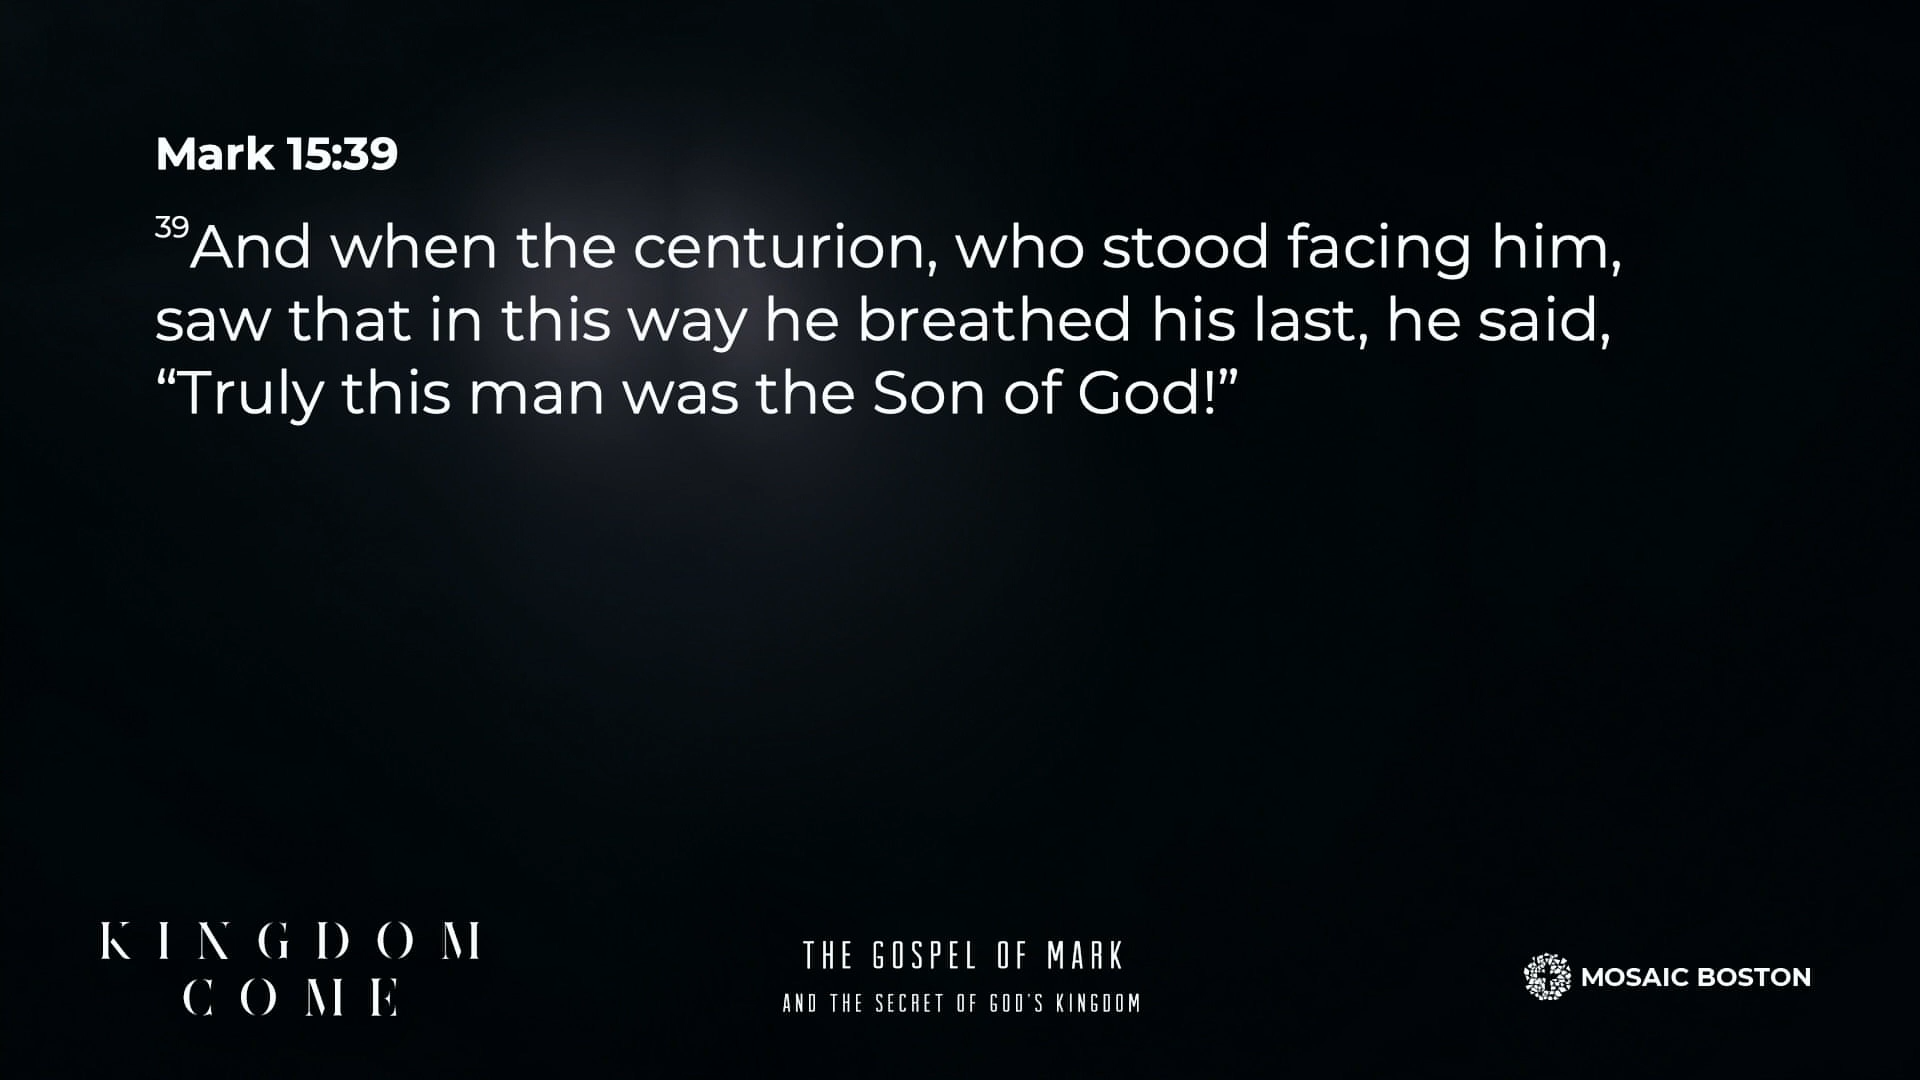 Mark 15:39
39And when the centurion, who stood facing him,
saw that in this way he breathed his last, he said,
“Truly this man was the Son of God!”
KINGDOM
COME
THE GOSPEL OF MARK
AND THE SECRET OF GOD'S KINGDOM
MOSAIC BOSTON